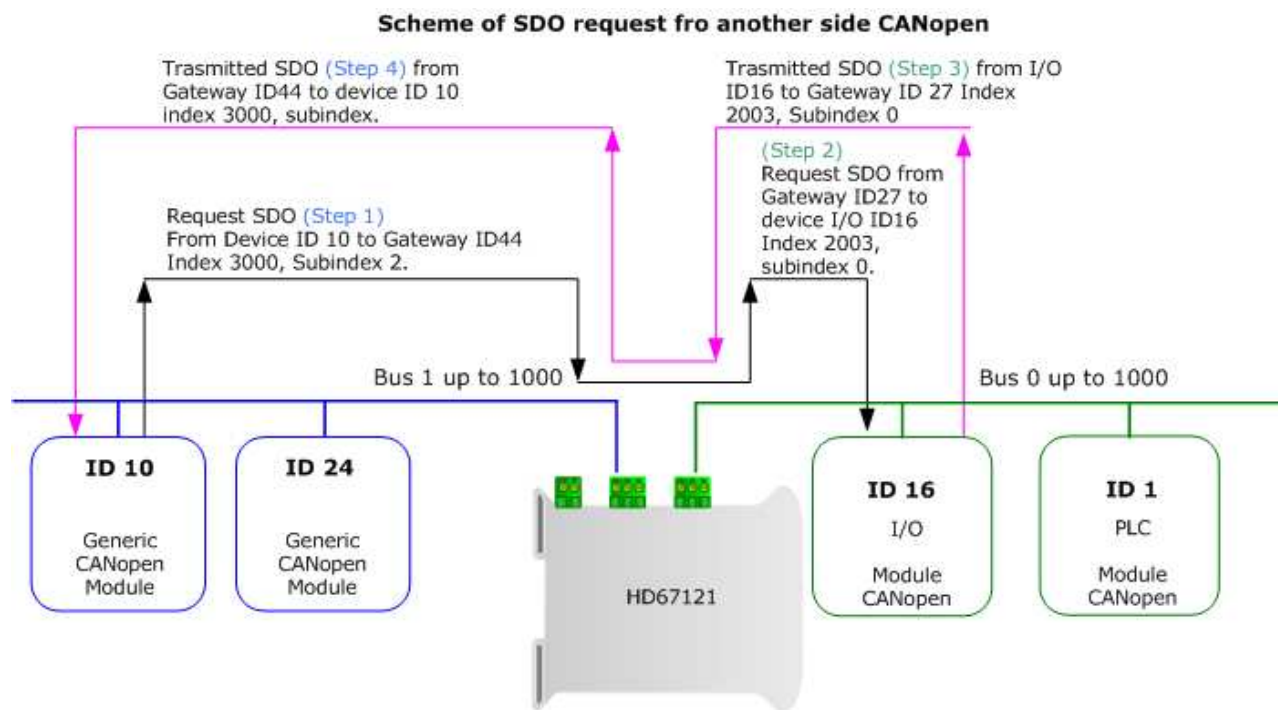 Scheme of SDO request fro another side CANopen
Trasmitted SDO (Step 4) from
Gateway ID44 to device ID 10
index 3000, subindex.
Trasmitted SDO (Step 3) from I/O
ID16 to Gateway ID 27 Index
2003, Subindex 0
(Step 2)
Request SDO from
Gateway ID27 to
device I/O ID16
Index 2003,
subindex 0.
Request SDO (Step 1)
From Device ID 10 to Gateway ID44
Index 3000, Subindex 2.
Bus 1 up to 1000
Bus 0 up to 1000
ID 10
Generic
CANopen
Module
ID 24
Generic
CANopen
Module
HD67121
ID 16
I/O
Module
CANopen
ID 1
PLC
Module
CANopen